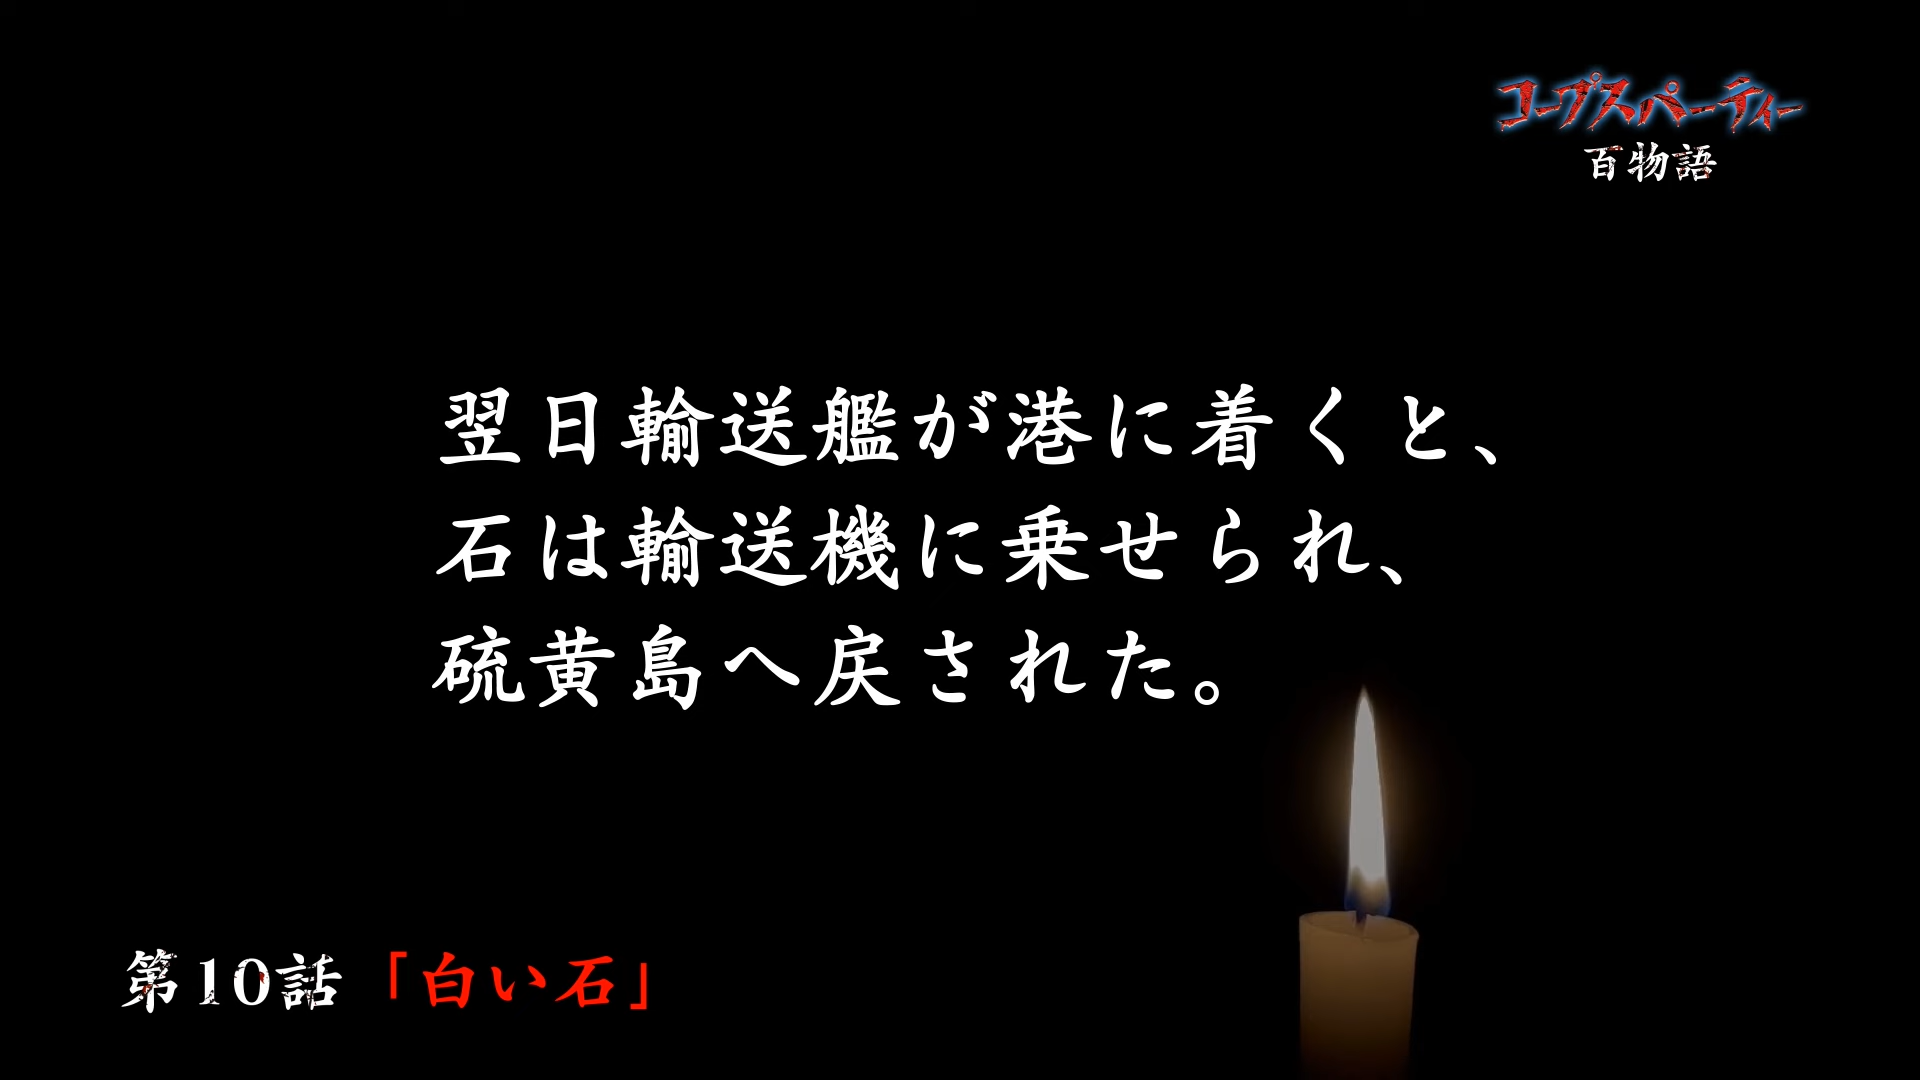 コープスパーティー
百物語
翌日輸送艦が港に着くと、
石は輸送機に乗せられ、
硫黄島へ戻された。
第10話「白い石」